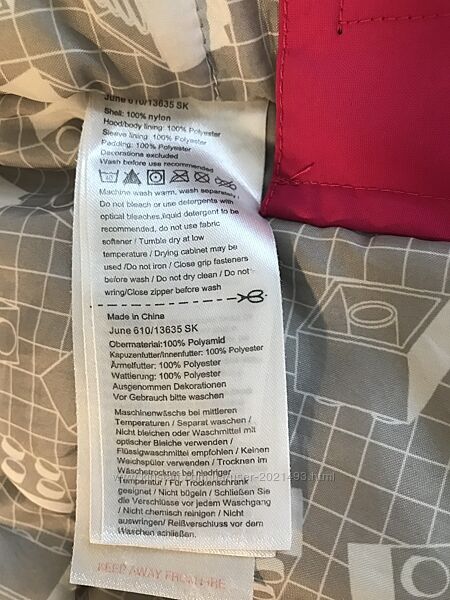 June 610/13635 SK
Shell: 100% nylon
Hood/body lining: 100% Polyester
Sleeve lining: 100% Polyester
Padding: 100% Polyester
Decorations excluded
Wash before use recommended
Machine wash warm, wash separately /
Do not bleach or use detergents with
optical bleaches,liquid detergent to be
recommended, do not use fabric
softener / Tumble dry at low
temperature / Drying cabinet may be
used /Do not iron / Close grip fasteners
before wash / Do not dry clean / Do not
wring/Close zipper before wash
Made in China
June 610/13635 SK
Obermaterial:100% Polyamid
Kapuzenfutter/Innenfutter: 100% Polyester
Ärmelfutter: 100% Polyester
Wattierung: 100% Polyester
Ausgenommen Dekorationen
Vor Gebrauch bitte waschen
Maschinenwäsche bei mittleren
Temperaturen / Separat waschen /
Nicht bleichen oder Waschmittel mit
optischer Bleiche verwenden /
Flüssigwaschmittel empfohlen / Keinen
Weichspüler verwenden / Trocknen im
Wäschetrockner bei niedriger
Temperatur / Für Trockenschrank
geeignet / Nicht bügeln / Schließen Sie
die Verschlüsse vor jedem Waschgang
/ Nicht chemisch reinigen / Nicht
auswringen/ Reißverschluss vor dem
Waschen schließen.
KEEP AWAY FROM FIRE